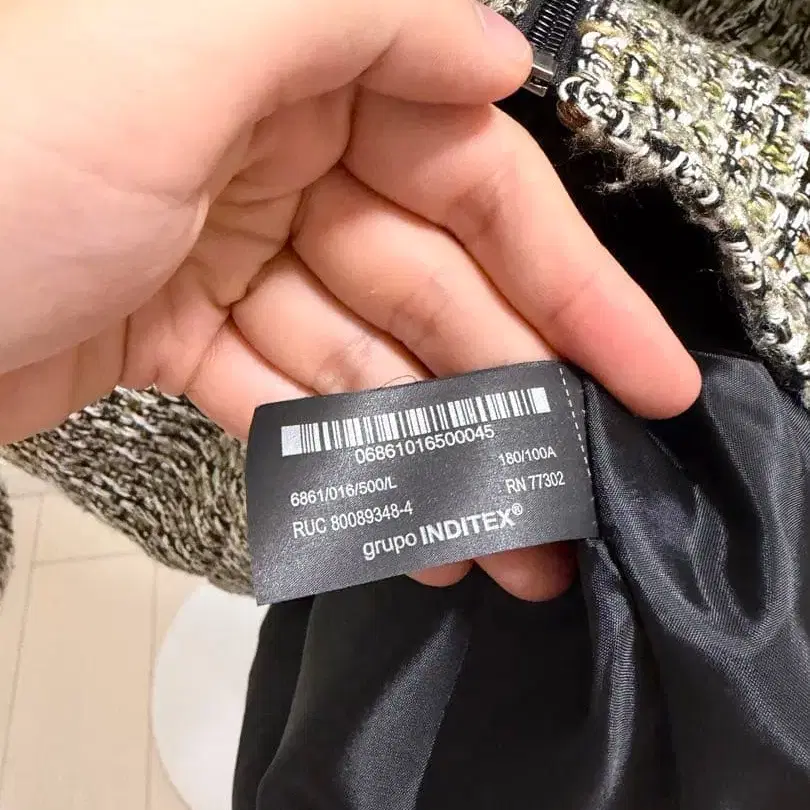 06861016500045
180/100A
6861/016/500/L
RN 77302
RUC 80089348-4
grupo INDITEX®